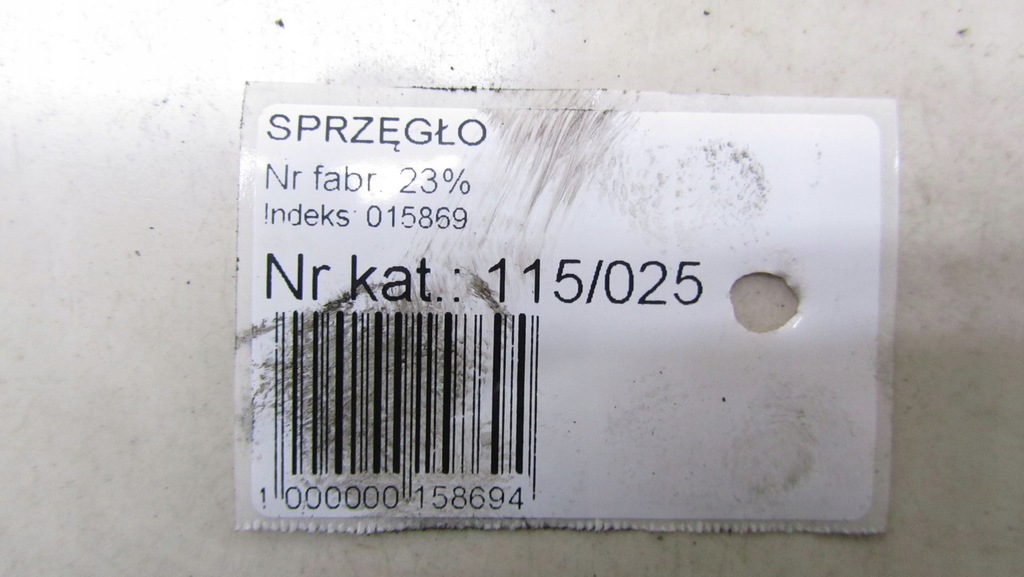 SPRZĘGŁO
Nr fabr. 23%
Indeks: 015869
Nr kat.: 115/025
1 000000 158694